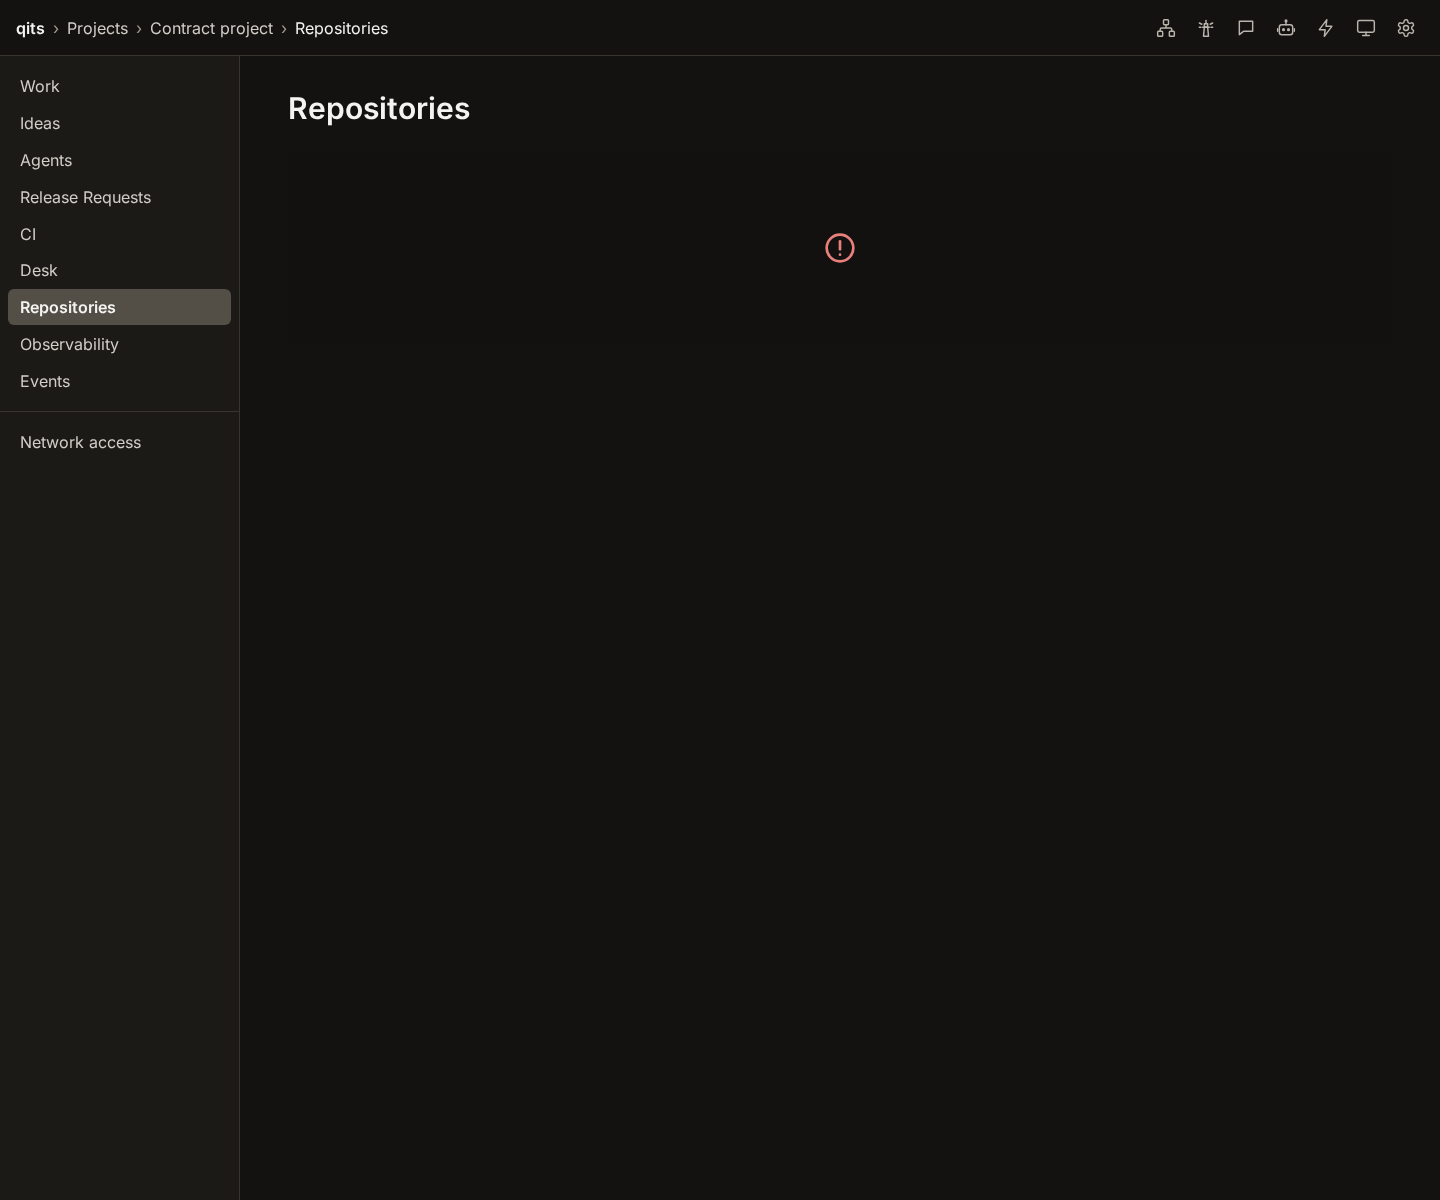 qits › Projects › Contract project › Repositories
Work
Ideas
Agents
Release Requests
CI
Desk
Repositories
Observability
Events
Network access
Repositories